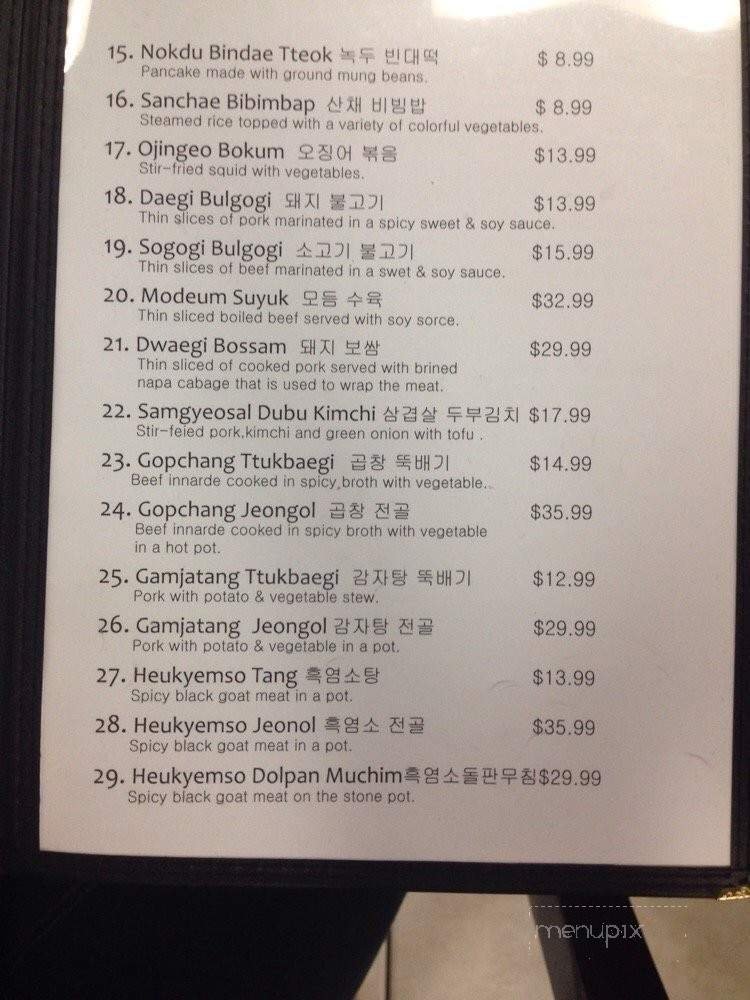 15. Nokdu Bindae Tteok 녹두 빈대떡 $ 8.99
Pancake made with ground mung beans.
16. Sanchae Bibimbap 산채 비빔밥 $ 8.99
Steamed rice topped with a variety of colorful vegetables.
17. Ojingeo Bokum 오징어 볶음 $13.99
Stir-fried squid with vegetables.
18. Daegi Bulgogi 돼지 불고기 $13.99
Thin slices of pork marinated in a spicy sweet & soy sauce.
19. Sogogi Bulgogi 소고기 불고기 $15.99
Thin slices of beef marinated in a swet & soy sauce.
20. Modeum Suyuk 모듬 수육 $32.99
Thin sliced boiled beef served with soy sorce.
21. Dwaegi Bossam 돼지 보쌈 $29.99
Thin sliced of cooked pork served with brined
napa cabage that is used to wrap the meat.
22. Samgyeosal Dubu Kimchi 삼겹살 두부김치 $17.99
Stir-feied pork,kimchi and green onion with tofu .
23. Gopchang Ttukbaegi 곱창 뚝배기 $14.99
Beef innarde cooked in spicy,broth with vegetable..
24. Gopchang Jeongol 곱창 전골 $35.99
Beef innarde cooked in spicy broth with vegetable
in a hot pot.
25. Gamjatang Ttukbaegi 감자탕 뚝배기 $12.99
Pork with potato & vegetable stew.
26. Gamjatang Jeongol 감자탕 전골 $29.99
Pork with potato & vegetable in a pot.
27. Heukyemso Tang 흑염소탕 $13.99
Spicy black goat meat in a pot.
28. Heukyemso Jeonol 흑염소 전골 $35.99
Spicy black goat meat in a pot.
29. Heukyemso Dolpan Muchim흑염소돌판무침$29.99
Spicy black goat meat on the stone pot.
menupix